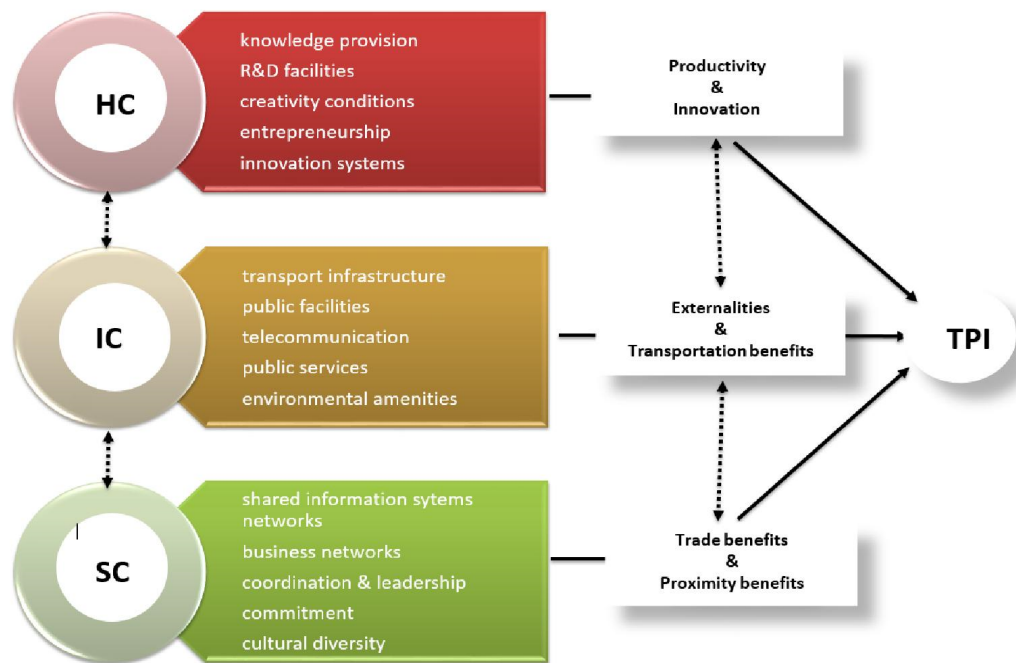 HC
knowledge provision
R&D facilities
creativity conditions
entrepreneurship
innovation systems
Productivity
&
Innovation
IC
transport infrastructure
public facilities
telecommunication
public services
environmental amenities
Externalities
&
Transportation benefits
TPI
SC
shared information sytems
networks
business networks
coordination & leadership
commitment
cultural diversity
Trade benefits
&
Proximity benefits